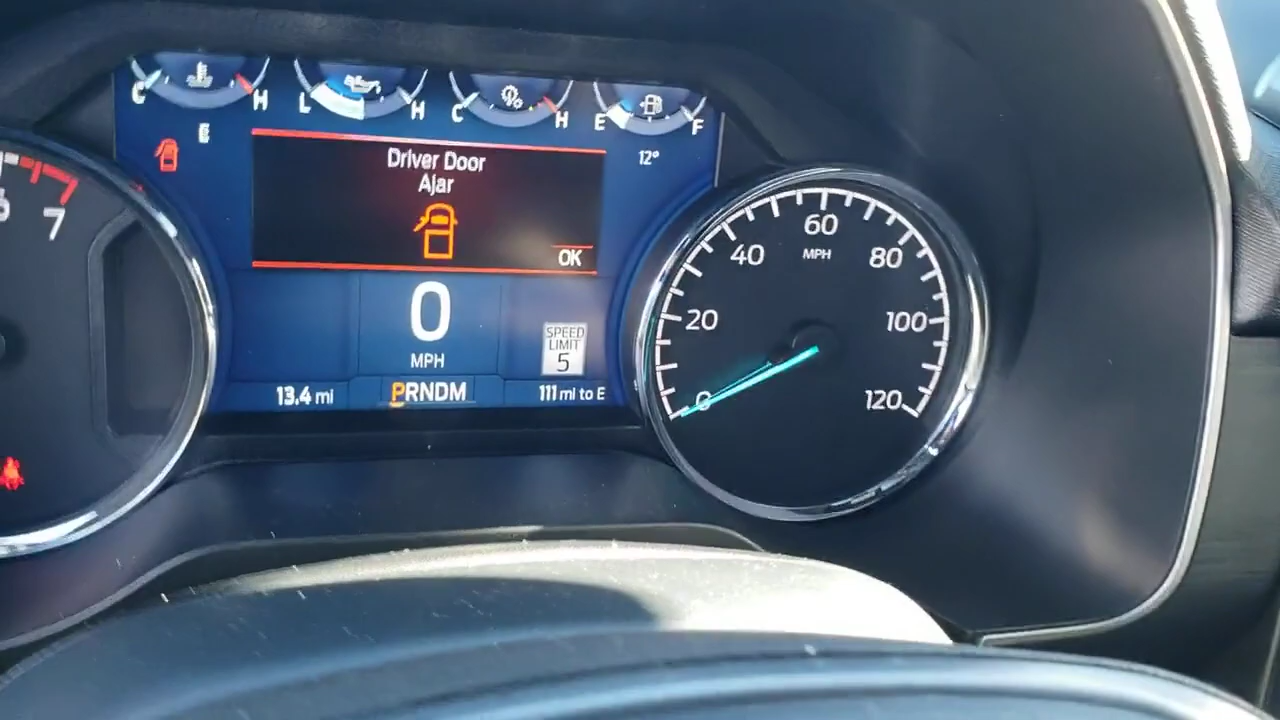 C H L H C H E F
E
12°
Driver Door
Ajar
OK
6 7
0
MPH
SPEED
LIMIT
5
13.4 mi PRNDM 111 mi to E
0 20 40 60 80 100 120
MPH